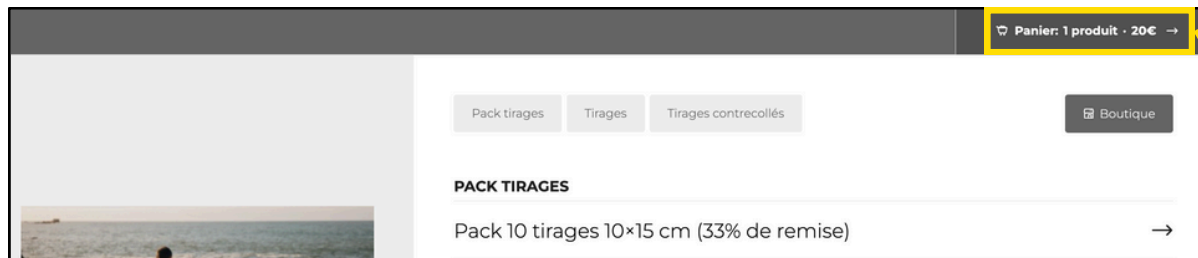 Panier: 1 produit · 20€ →
Pack tirages
Tirages
Tirages contrecollés
Boutique
PACK TIRAGES
Pack 10 tirages 10×15 cm (33% de remise) →